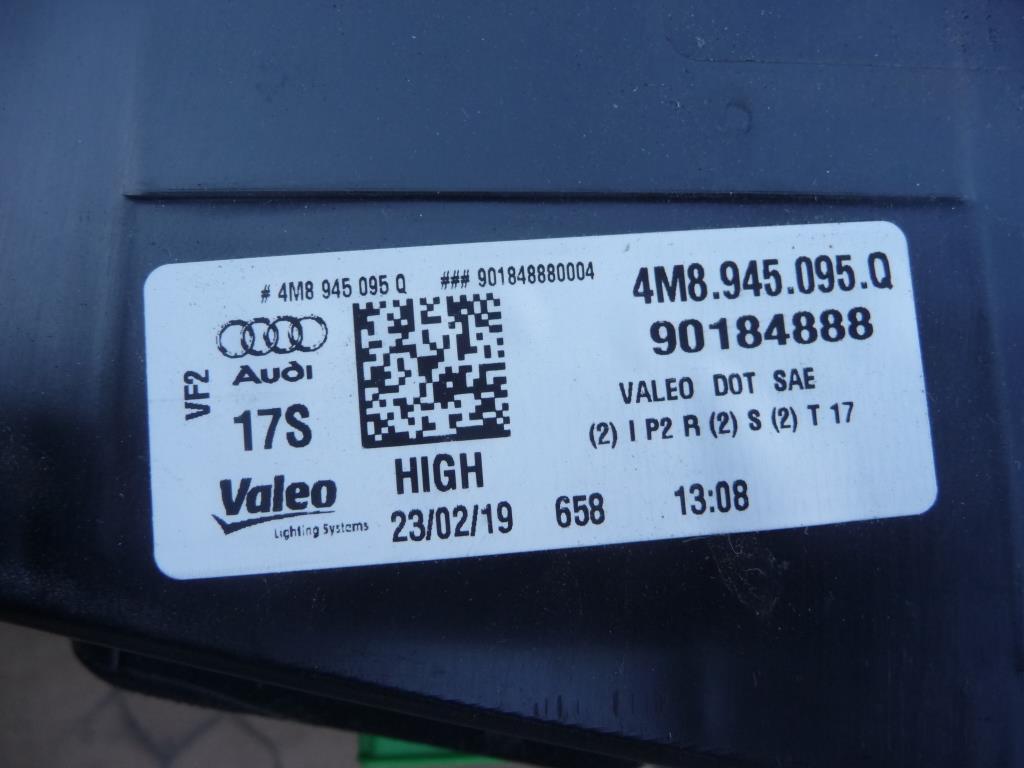 # 4M8 945 095 Q ### 901848880004
4M8.945.095.Q
90184888
VF2
Audi
17S
VALEO DOT SAE
(2) I P2 R (2) S (2) T 17
HIGH
Valeo
Lighting Systems
23/02/19 658 13:08